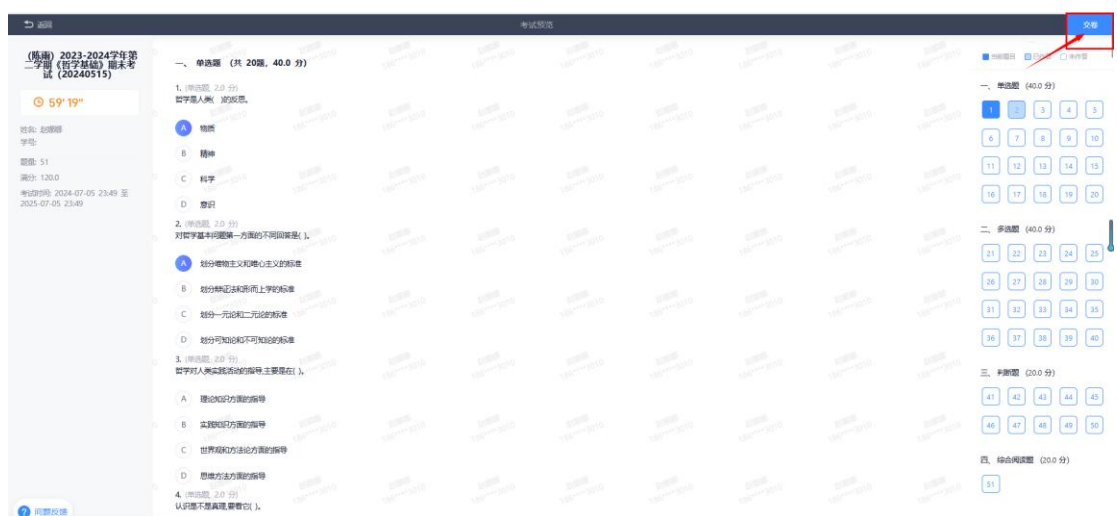 返回
考试预览
交卷
(陈雨) 2023-2024学年第
二学期《哲学基础》期末考
试 (20240515)
59' 19"
姓名: 赵娜娜
学号:
题量: 51
满分: 120.0
考试时间: 2024-07-05 23:49 至
2025-07-05 23:49
问题反馈
一、 单选题 (共 20题, 40.0 分)
1. (单选题, 2.0 分)
哲学是人类( )的反思。
A 物质
B 精神
C 科学
D 意识
2. (单选题, 2.0 分)
对哲学基本问题第一方面的不同回答是( )。
A 划分唯物主义和唯心主义的标准
B 划分辩证法和形而上学的标准
C 划分一元论和二元论的标准
D 划分可知论和不可知论的标准
3. (单选题, 2.0 分)
哲学对人类实践活动的指导,主要是在( )。
A 理论知识方面的指导
B 实践知识方面的指导
C 世界观和方法论方面的指导
D 思维方法方面的指导
4. (单选题, 2.0 分)
认识是不是真理,要看它( )。
当前题目 未作答
一、 单选题 (40.0 分)
1 2 3 4 5
6 7 8 9 10
11 12 13 14 15
16 17 18 19 20
二、 多选题 (40.0 分)
21 22 23 24 25
26 27 28 29 30
31 32 33 34 35
36 37 38 39 40
三、 判断题 (20.0 分)
41 42 43 44 45
46 47 48 49 50
四、 综合阅读题 (20.0 分)
51